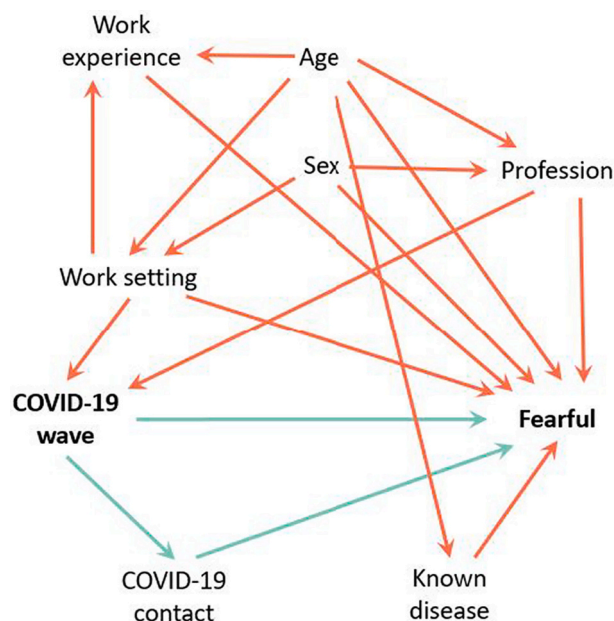 Work
experience
Age
Sex
Profession
Work setting
COVID-19
wave
Fearful
COVID-19
contact
Known
disease